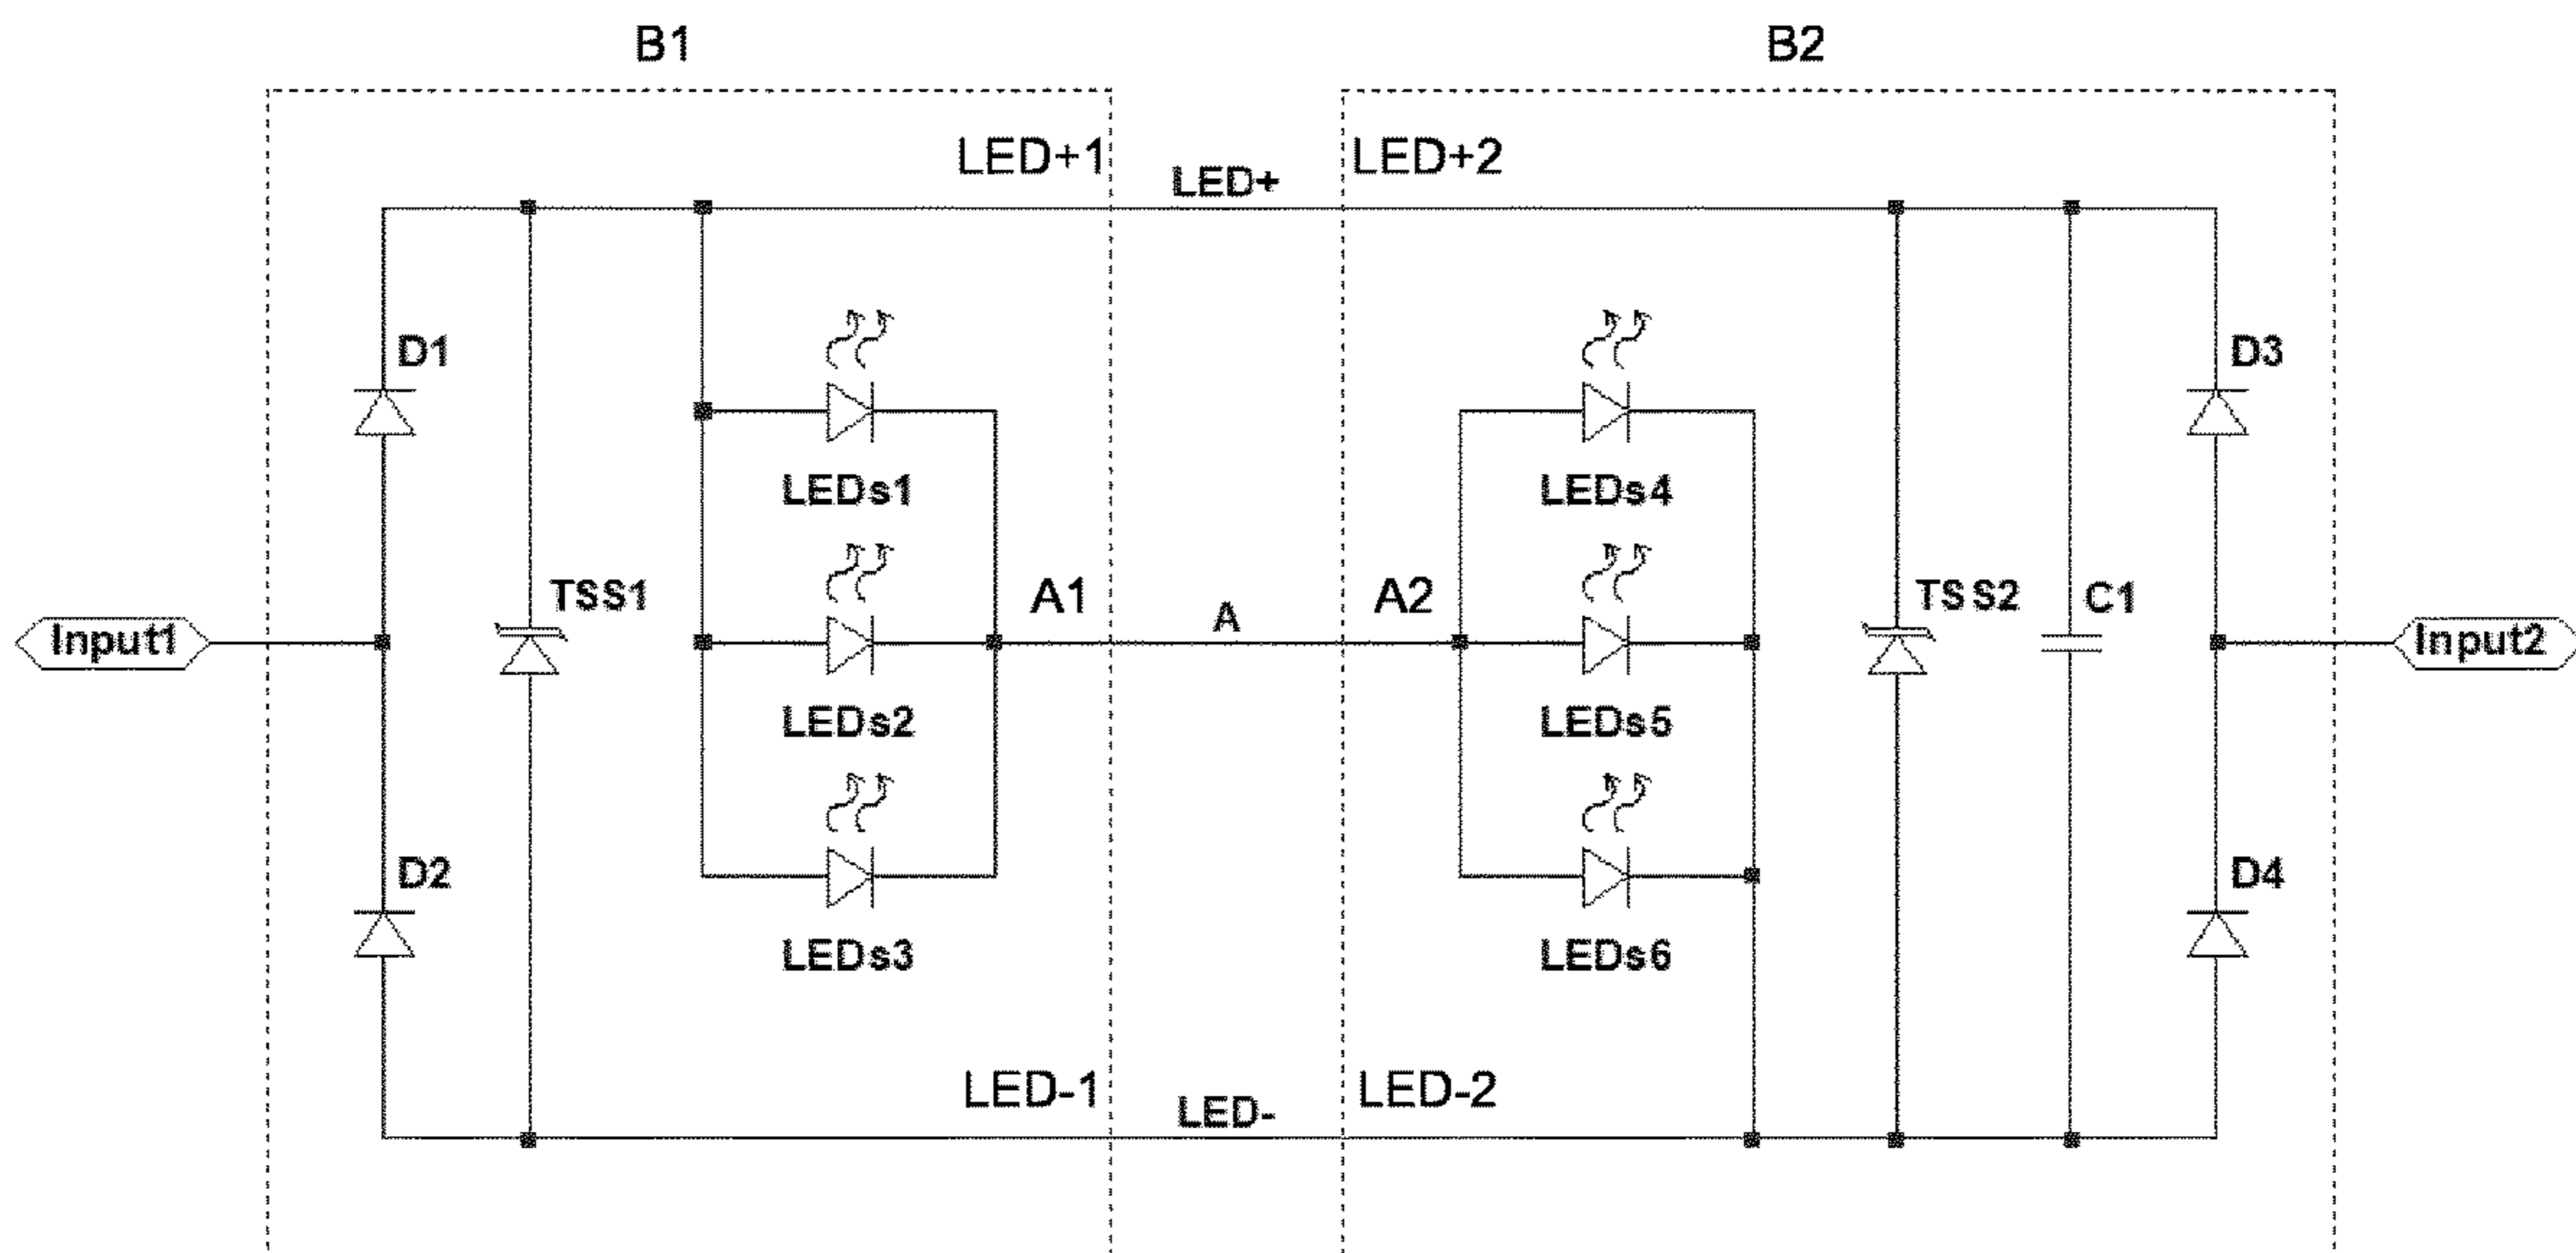 B1 B2
LED+1 LED+ LED+2
D1 D3
LEDs1 LEDs4
Input1 TSS1 A1 A A2 TSS2 C1 Input2
LEDs2 LEDs5
D2 D4
LEDs3 LEDs6
LED-1 LED- LED-2